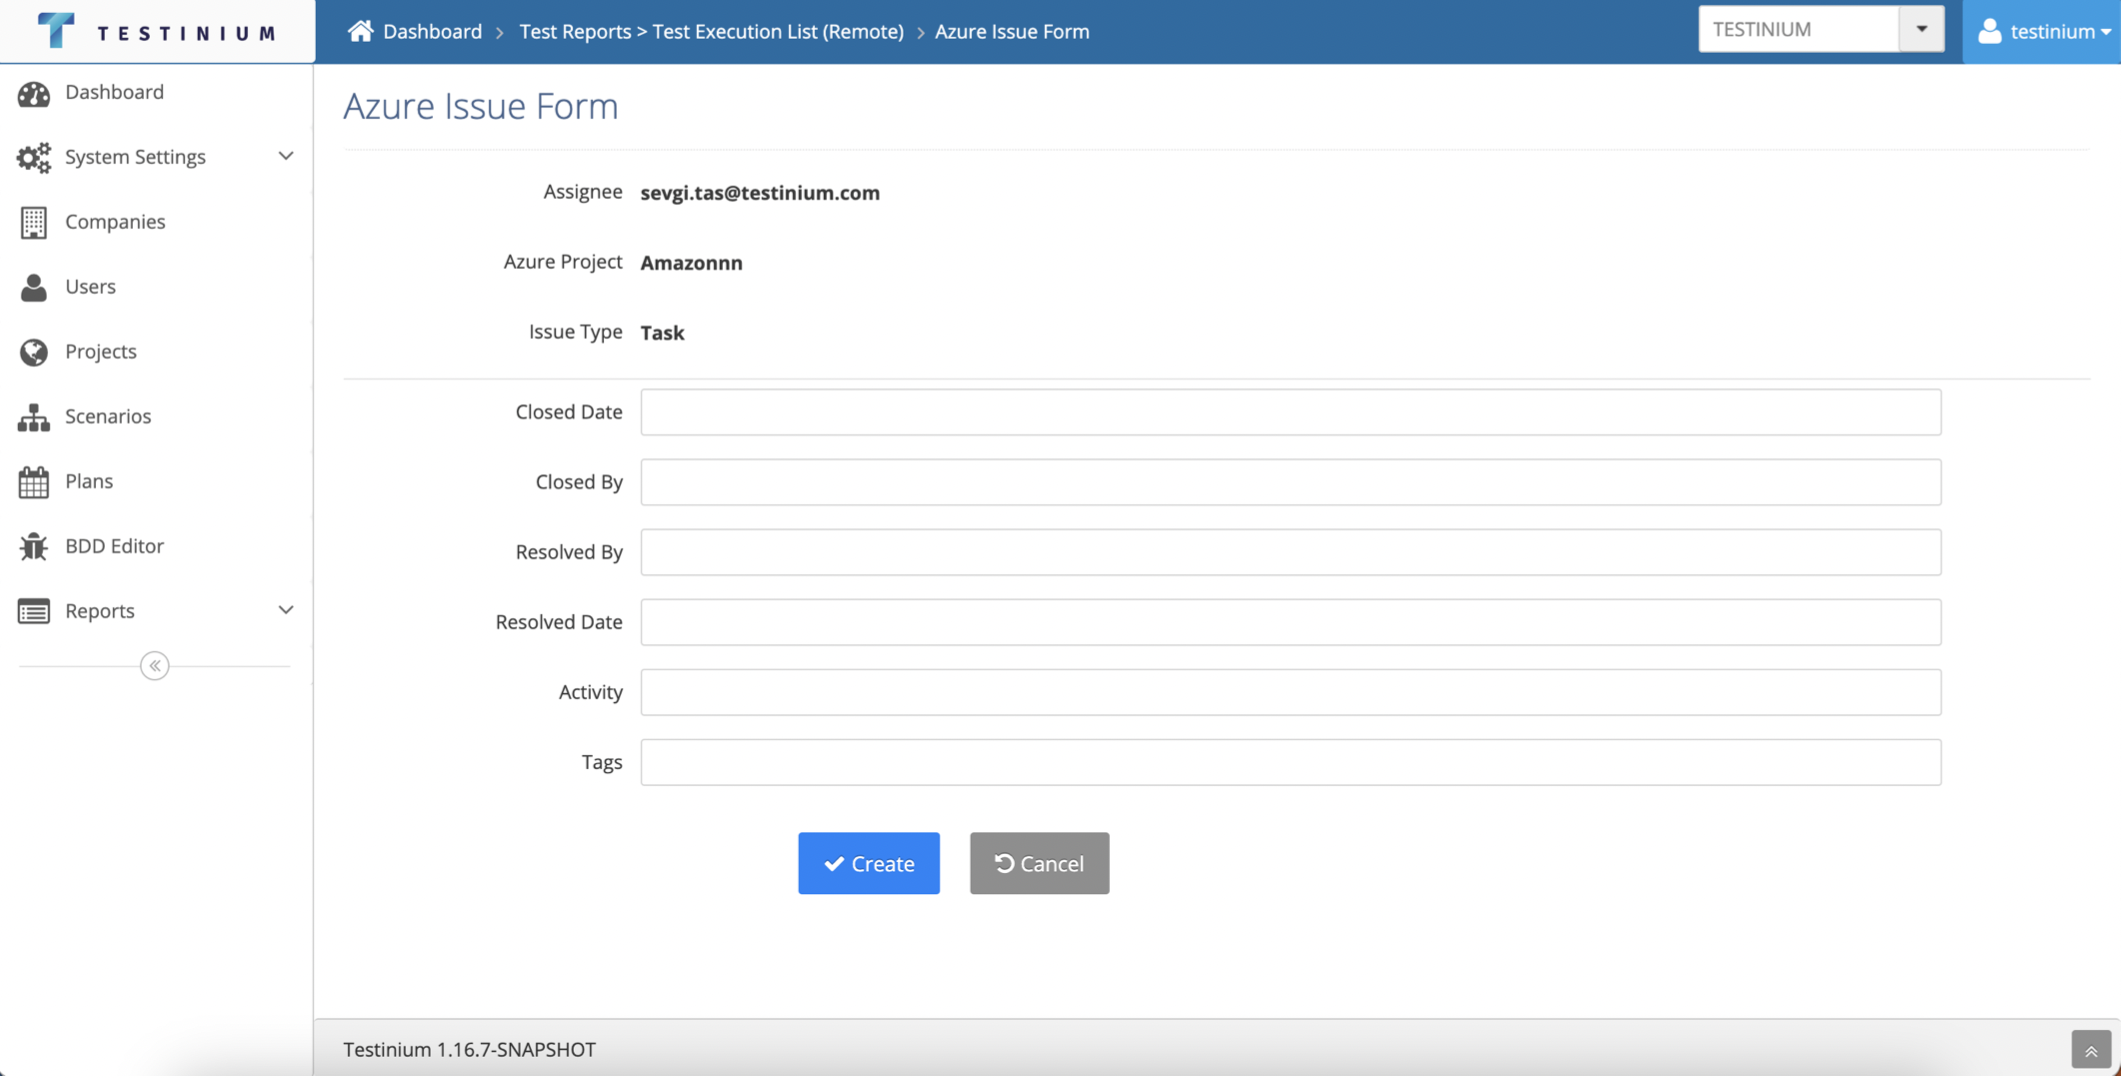 TESTINIUM
Dashboard > Test Reports > Test Execution List (Remote) > Azure Issue Form
TESTINIUM
testinium
Dashboard
System Settings
Companies
Users
Projects
Scenarios
Plans
BDD Editor
Reports
Azure Issue Form
Assignee sevgi.tas@testinium.com
Azure Project Amazonnn
Issue Type Task
Closed Date
Closed By
Resolved By
Resolved Date
Activity
Tags
Create
Cancel
Testinium 1.16.7-SNAPSHOT